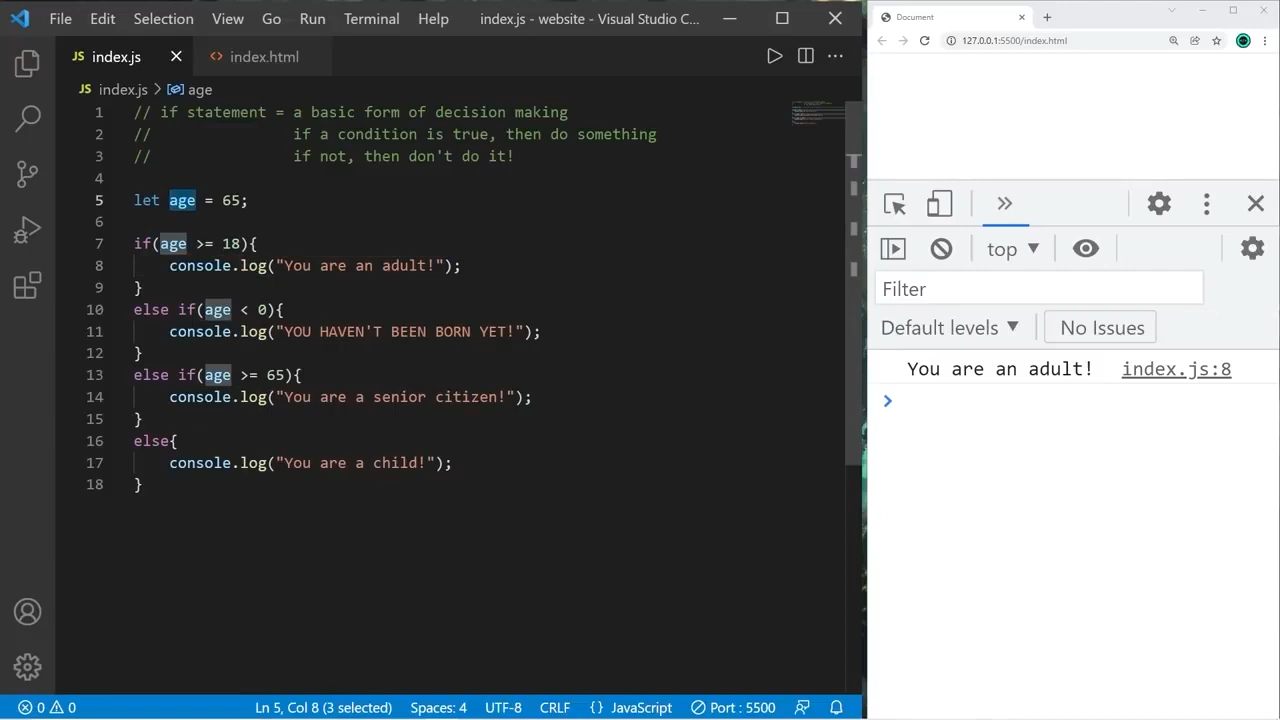 File Edit Selection View Go Run Terminal Help index.js - website - Visual Studio C...
JS index.js index.html
JS index.js > age
1 // if statement = a basic form of decision making
2 //                if a condition is true, then do something
3 //                if not, then don't do it!
4
5 let age = 65;
6
7 if(age >= 18){
8     console.log("You are an adult!");
9 }
10 else if(age < 0){
11     console.log("YOU HAVEN'T BEEN BORN YET!");
12 }
13 else if(age >= 65){
14     console.log("You are a senior citizen!");
15 }
16 else{
17     console.log("You are a child!");
18 }
0 0 Ln 5, Col 8 (3 selected) Spaces: 4 UTF-8 CRLF {} JavaScript Port : 5500
Document
127.0.0.1:5500/index.html
top
Filter
Default levels No Issues
You are an adult! index.js:8